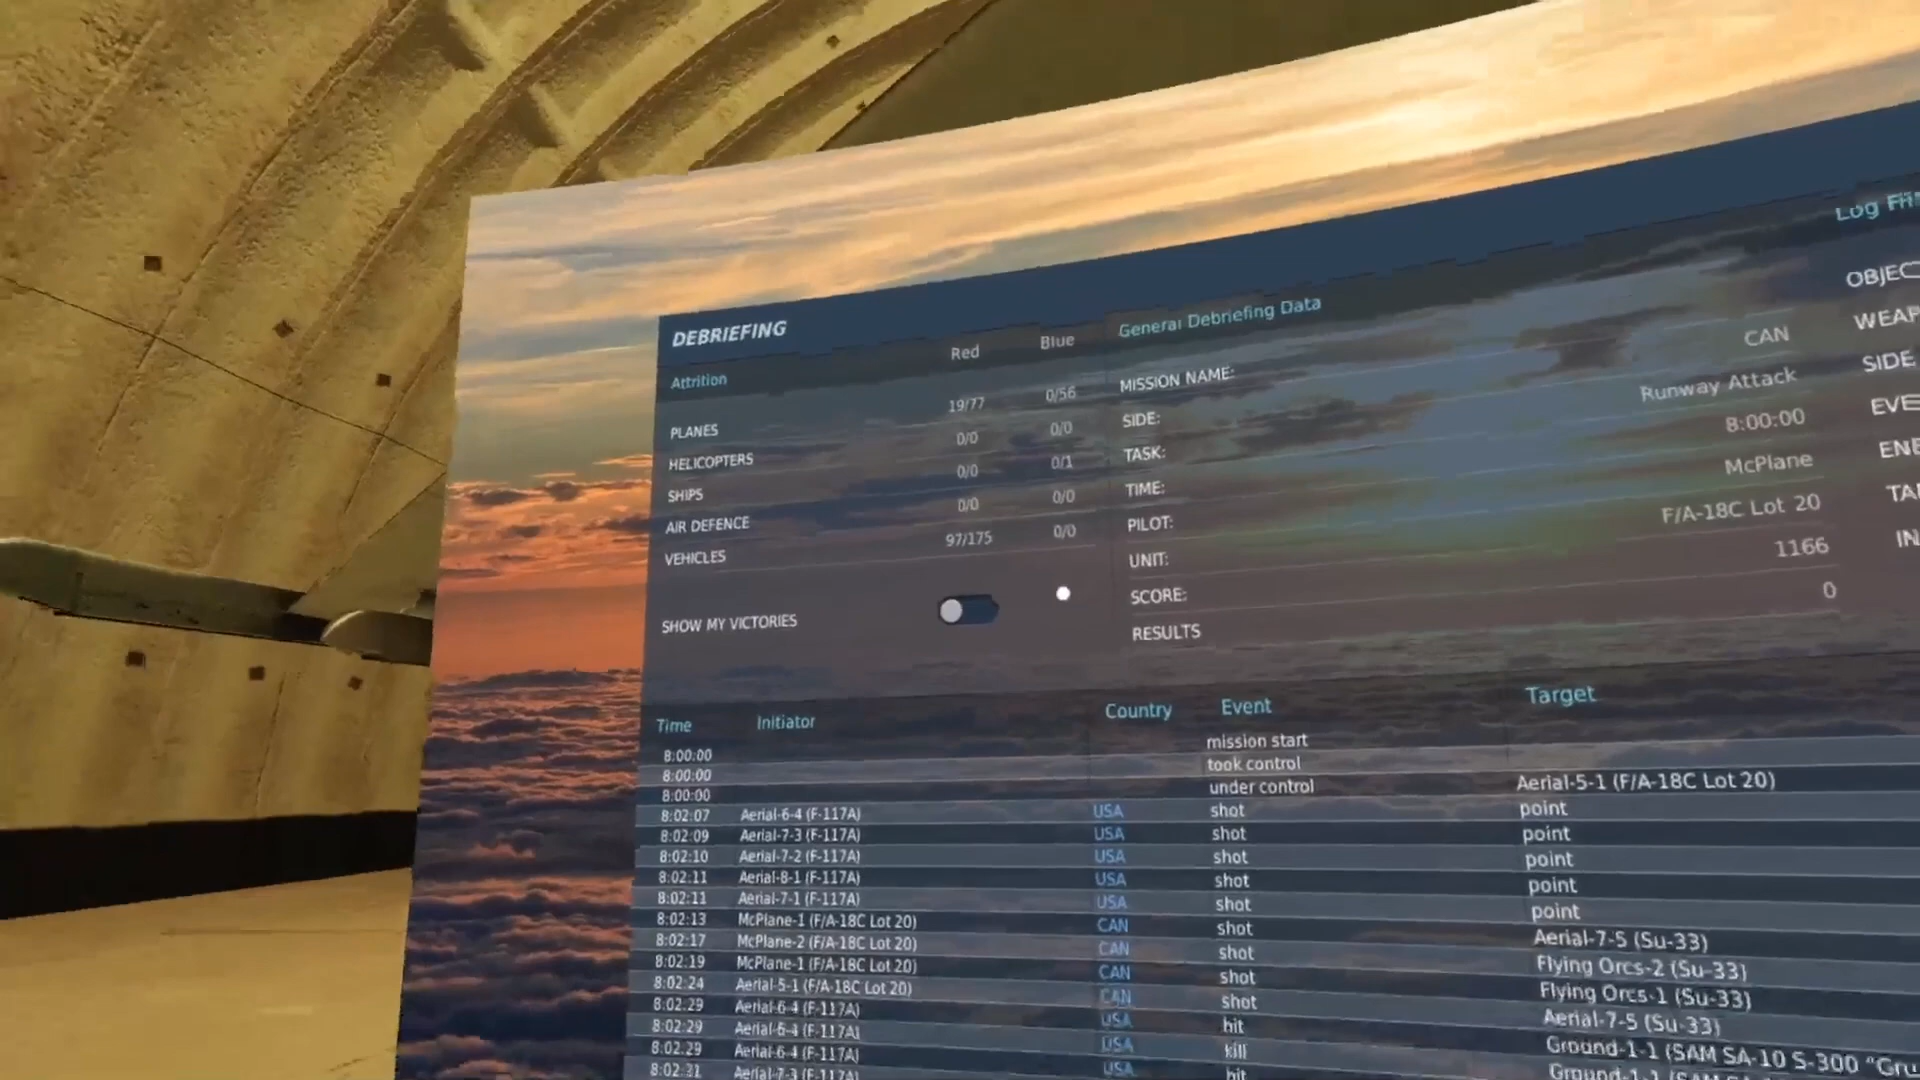 DEBRIEFING
Attrition Red Blue
PLANES 19/77 0/56
HELICOPTERS 0/0 0/0
SHIPS 0/0 0/1
AIR DEFENCE 0/0 0/0
VEHICLES 97/175 0/0
SHOW MY VICTORIES
General Debriefing Data
MISSION NAME:
SIDE: CAN
TASK: Runway Attack
TIME: 8:00:00
PILOT: McPlane
UNIT: F/A-18C Lot 20
SCORE: 1166
RESULTS 0
Log
OBJEC
WEAP
SIDE
EVE
ENE
TA
IN
Time Initiator Country Event Target
8:00:00 mission start
8:00:00 took control
8:00:00 under control Aerial-5-1 (F/A-18C Lot 20)
8:02:07 Aerial-6-4 (F-117A) USA shot point
8:02:09 Aerial-7-3 (F-117A) USA shot point
8:02:10 Aerial-7-2 (F-117A) USA shot point
8:02:11 Aerial-8-1 (F-117A) USA shot point
8:02:11 Aerial-7-1 (F-117A) USA shot point
8:02:13 McPlane-1 (F/A-18C Lot 20) CAN shot Aerial-7-5 (Su-33)
8:02:17 McPlane-2 (F/A-18C Lot 20) CAN shot Flying Orcs-2 (Su-33)
8:02:19 McPlane-1 (F/A-18C Lot 20) CAN shot Flying Orcs-1 (Su-33)
8:02:24 Aerial-5-1 (F/A-18C Lot 20) CAN shot Aerial-7-5 (Su-33)
8:02:29 Aerial-6-4 (F-117A) USA hit Ground-1-1 (SAM SA-10 S-300 "Gru
8:02:29 Aerial-6-4 (F-117A) USA kill Ground-1-1
8:02:29 Aerial-6-4 (F-117A) USA hit
8:02:31 Aerial-7-3 (F-117A)